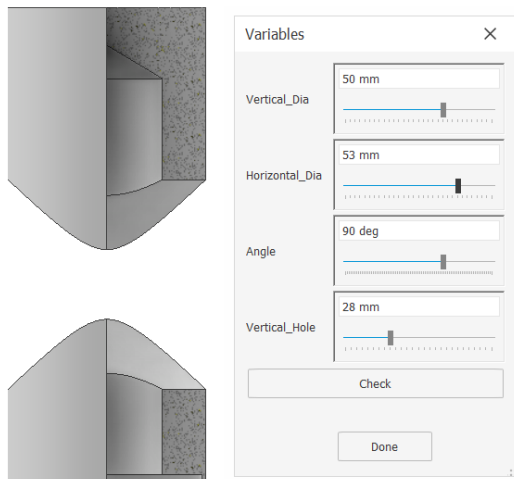 Variables
Vertical_Dia
50 mm
Horizontal_Dia
53 mm
Angle
90 deg
Vertical_Hole
28 mm
Check
Done